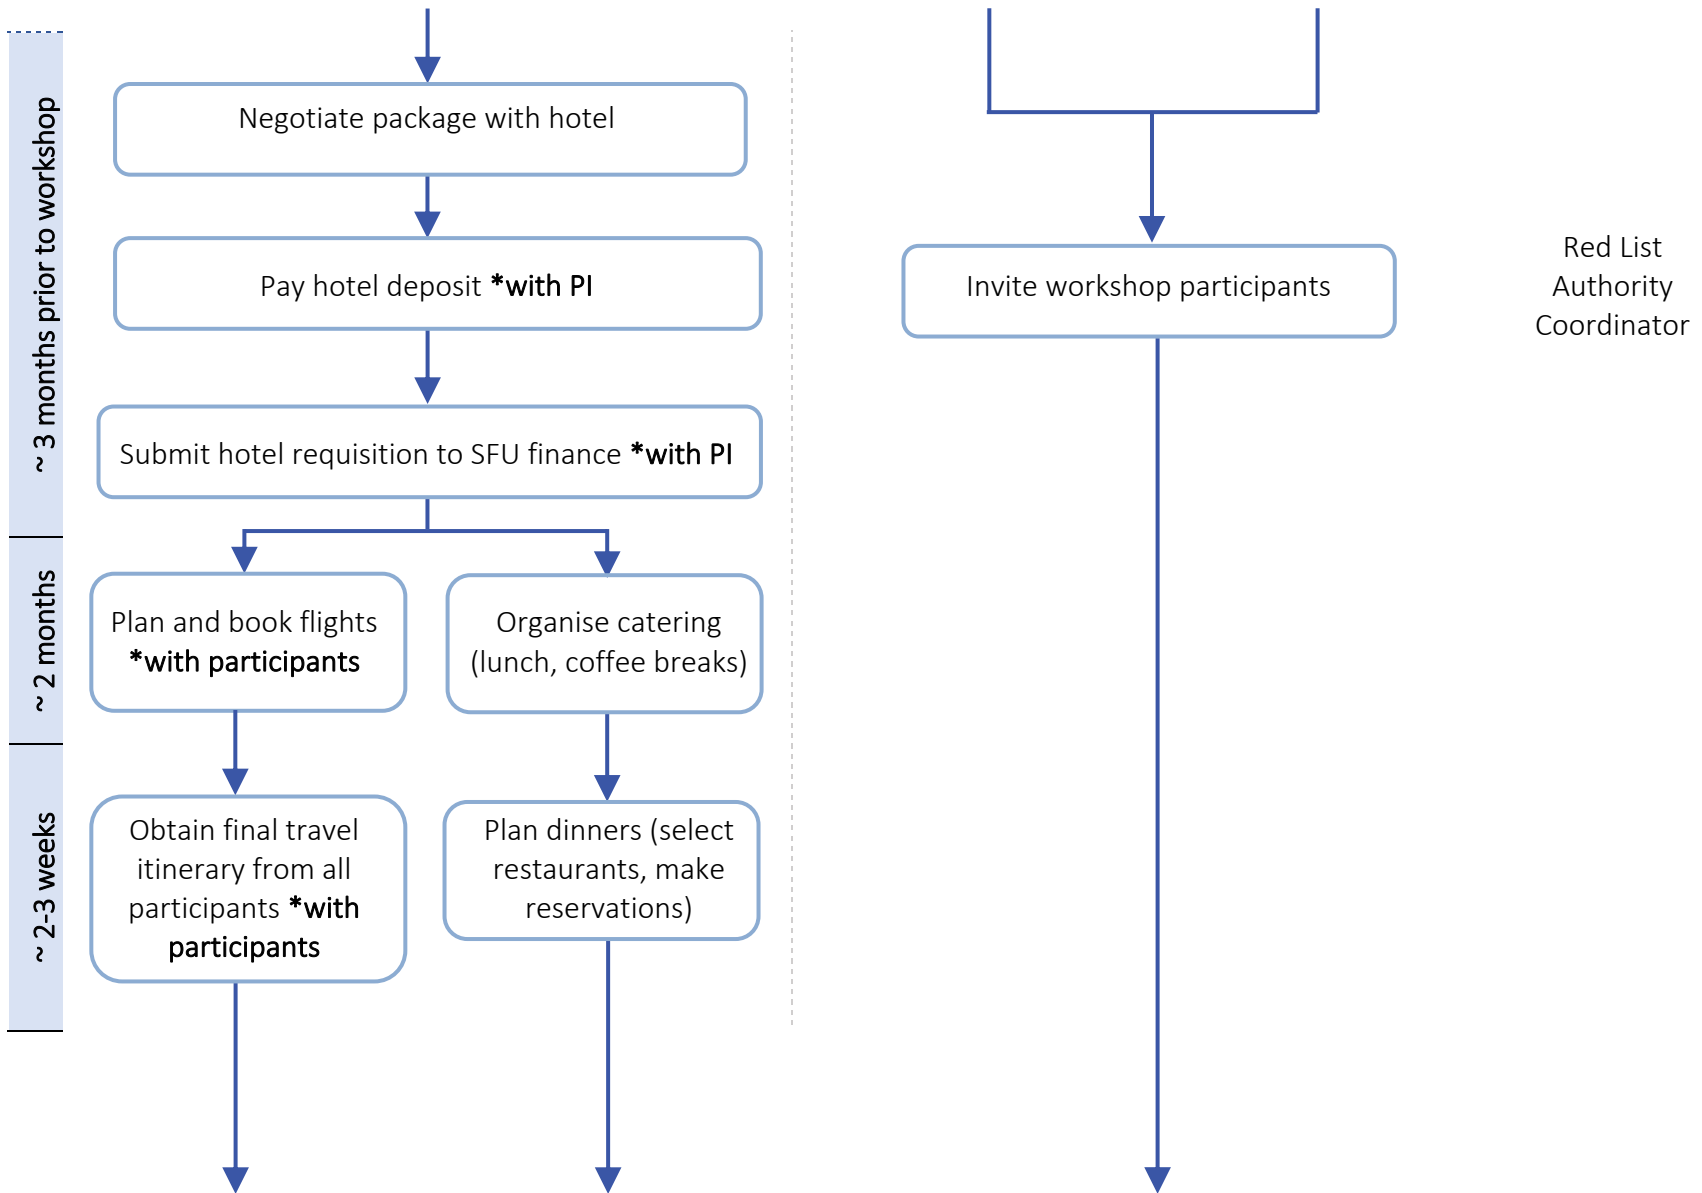 ~ 3 months prior to workshop
Negotiate package with hotel
Pay hotel deposit *with PI
Submit hotel requisition to SFU finance *with PI
Invite workshop participants
Red List
Authority
Coordinator
~ 2 months
Plan and book flights
*with participants
Organise catering
(lunch, coffee breaks)
~ 2-3 weeks
Obtain final travel
itinerary from all
participants *with
participants
Plan dinners (select
restaurants, make
reservations)